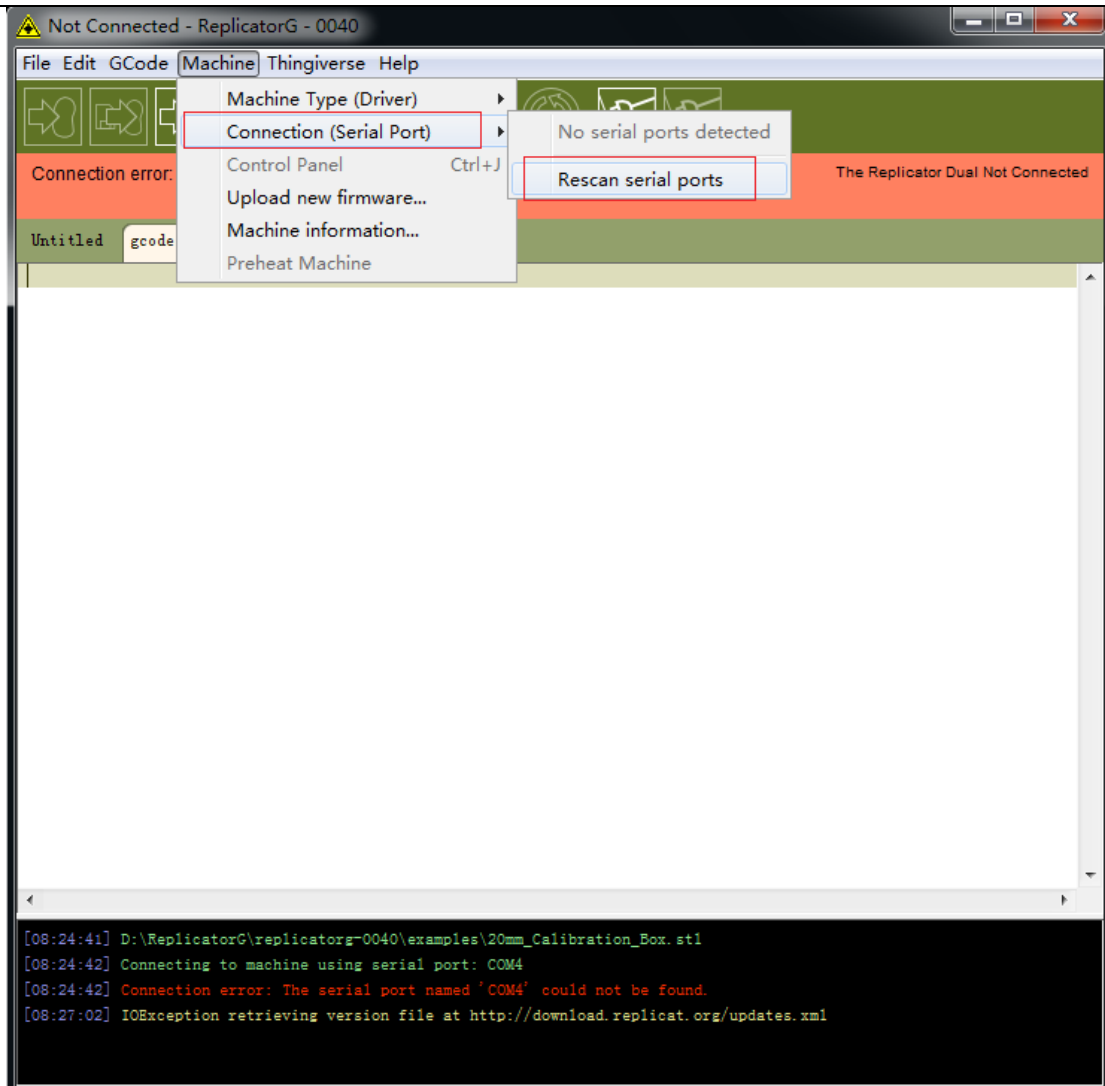 Not Connected - ReplicatorG - 0040
File Edit GCode Machine Thingiverse Help
Machine Type (Driver)
Connection (Serial Port)
No serial ports detected
Control Panel Ctrl+J
Rescan serial ports
Connection error:
The Replicator Dual Not Connected
Upload new firmware...
Machine information...
Untitled gcode
Preheat Machine
[08:24:41] D:\ReplicatorG\replicatorg-0040\examples\20mm_Calibration_Box.stl
[08:24:42] Connecting to machine using serial port: COM4
[08:24:42] Connection error: The serial port named 'COM4' could not be found.
[08:27:02] IOException retrieving version file at http://download.replicat.org/updates.xml